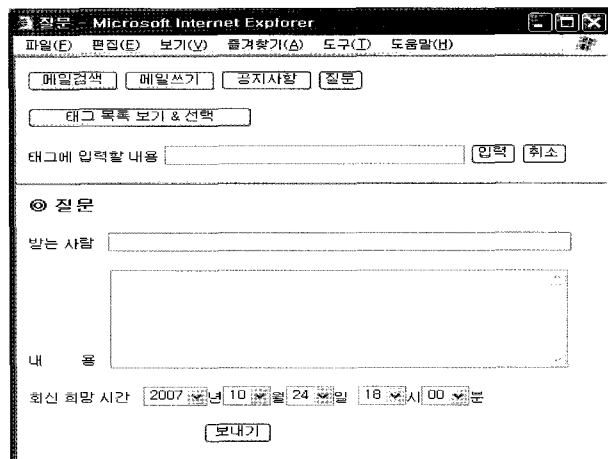 질문 - Microsoft Internet Explorer
파일(F) 편집(E) 보기(V) 즐겨찾기(A) 도구(T) 도움말(H)
메일검색 메일쓰기 공지사항 질문
태그 목록 보기 & 선택
태그에 입력할 내용 입력 취소
◎ 질문
받는 사람
내 용
회신 희망 시간 2007 년 10 월 24 일 18 시 00 분
보내기